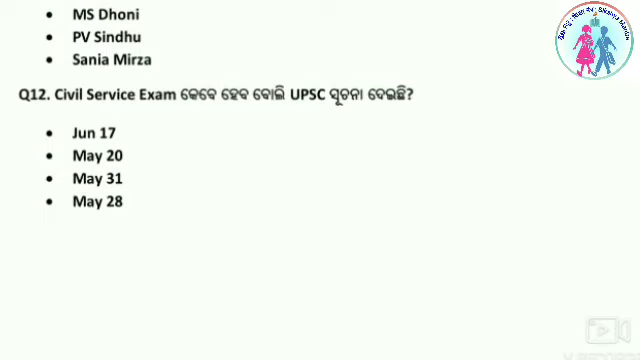 • MS Dhoni
• PV Sindhu
• Sania Mirza
Q12. Civil Service Exam କେବେ ହେବ ବୋଲି UPSC ସୂଚନା ଦେଇଛି?
• Jun 17
• May 20
• May 31
• May 28